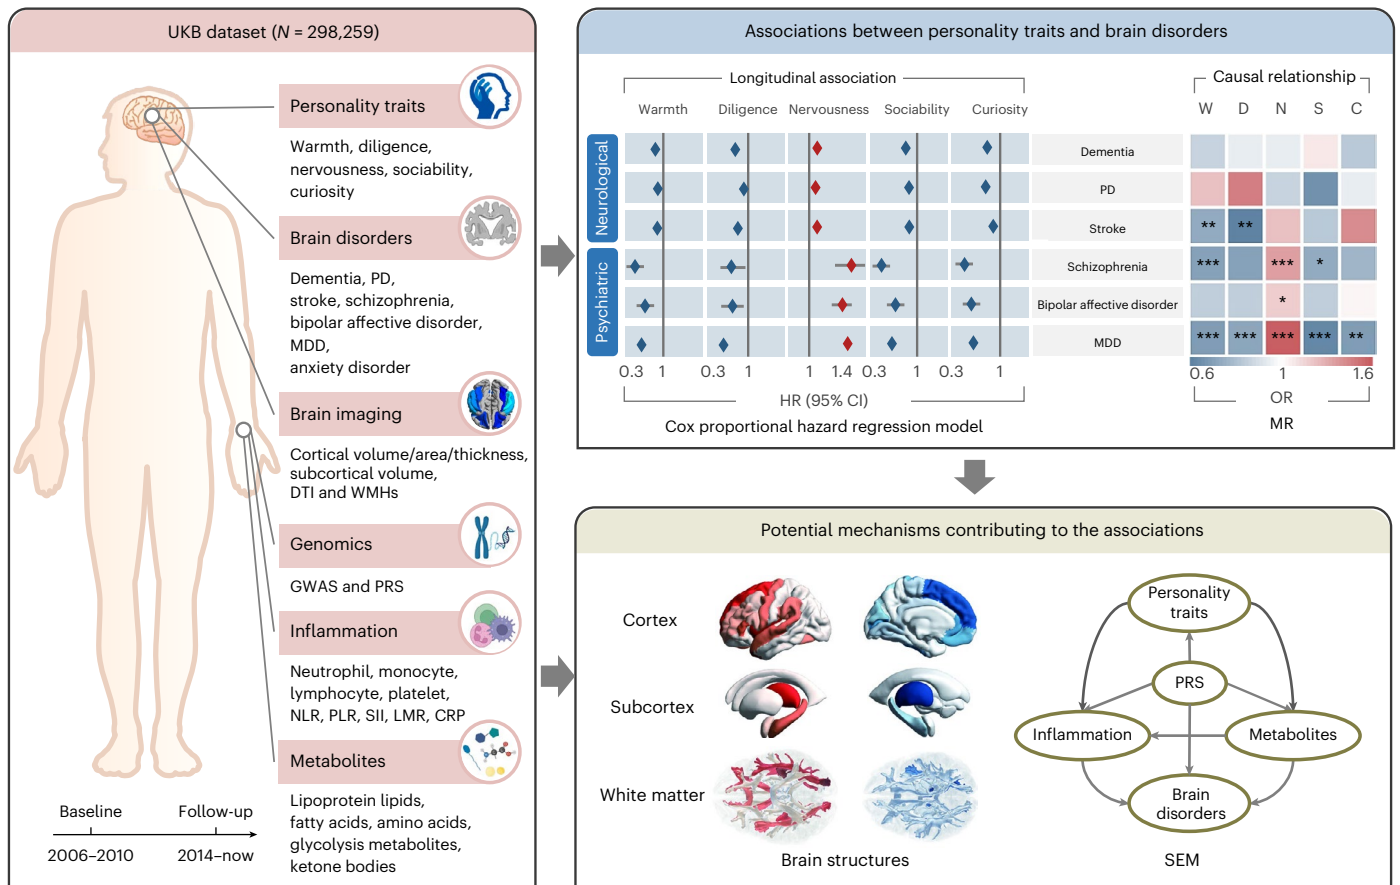 UKB dataset (N = 298,259)
Personality traits
Warmth, diligence,
nervousness, sociability,
curiosity
Brain disorders
Dementia, PD,
stroke, schizophrenia,
bipolar affective disorder,
MDD,
anxiety disorder
Brain imaging
Cortical volume/area/thickness,
subcortical volume,
DTI and WMHs
Genomics
GWAS and PRS
Inflammation
Neutrophil, monocyte,
lymphocyte, platelet,
NLR, PLR, SII, LMR, CRP
Metabolites
Lipoprotein lipids,
fatty acids, amino acids,
glycolysis metabolites,
ketone bodies
Baseline Follow-up
2006–2010 2014–now
Associations between personality traits and brain disorders
Longitudinal association
Causal relationship
Warmth Diligence Nervousness Sociability Curiosity
W D N S C
Neurological
Psychiatric
Dementia
PD
Stroke ** **
Schizophrenia *** *** *
Bipolar affective disorder *
MDD *** *** *** *** **
0.3 1 0.3 1 1 1.4 0.3 1 0.3 1
0.6 1 1.6
HR (95% CI)
OR
Cox proportional hazard regression model
MR
Potential mechanisms contributing to the associations
Cortex
Subcortex
White matter
Brain structures
Personality
traits
PRS
Inflammation
Metabolites
Brain
disorders
SEM